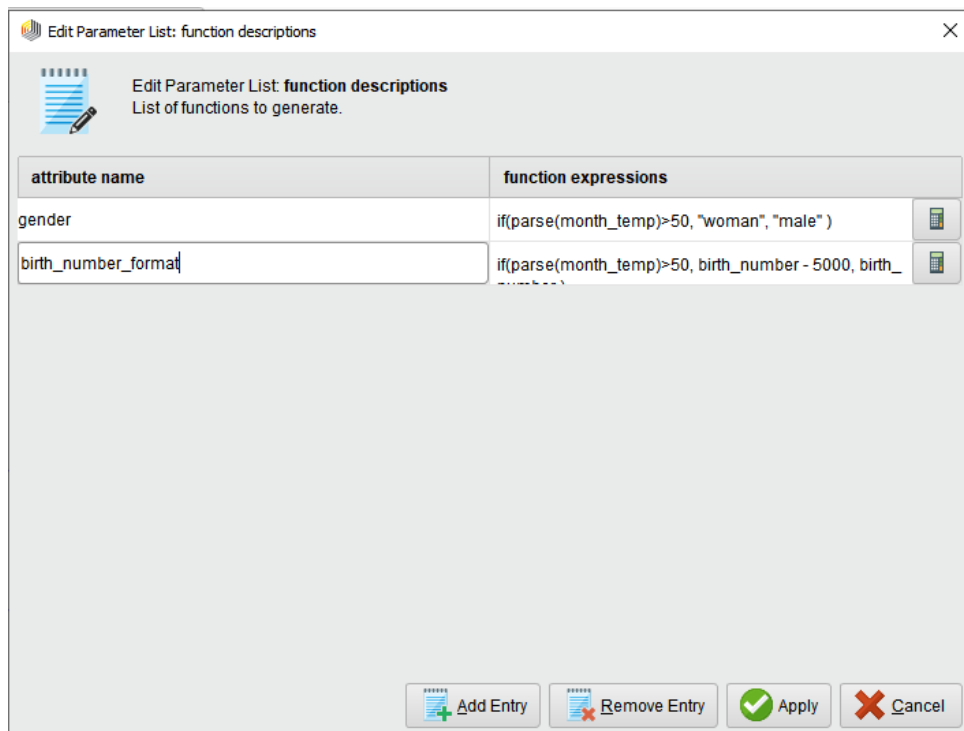 Edit Parameter List: function descriptions
Edit Parameter List: function descriptions
List of functions to generate.
attribute name
function expressions
gender
if(parse(month_temp)>50, "woman", "male" )
birth_number_format
if(parse(month_temp)>50, birth_number - 5000, birth_
Add Entry
Remove Entry
Apply
Cancel